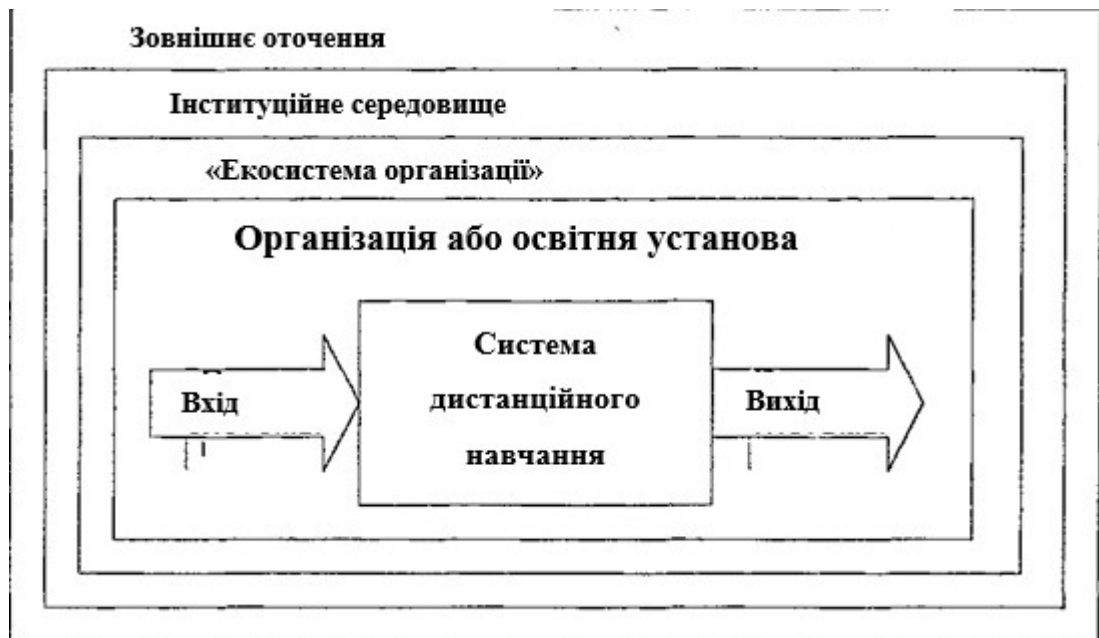 Зовнішнє оточення
Інституційне середовище
«Екосистема організації»
Організація або освітня установа
Система
дистанційного
навчання
Вхід
Вихід